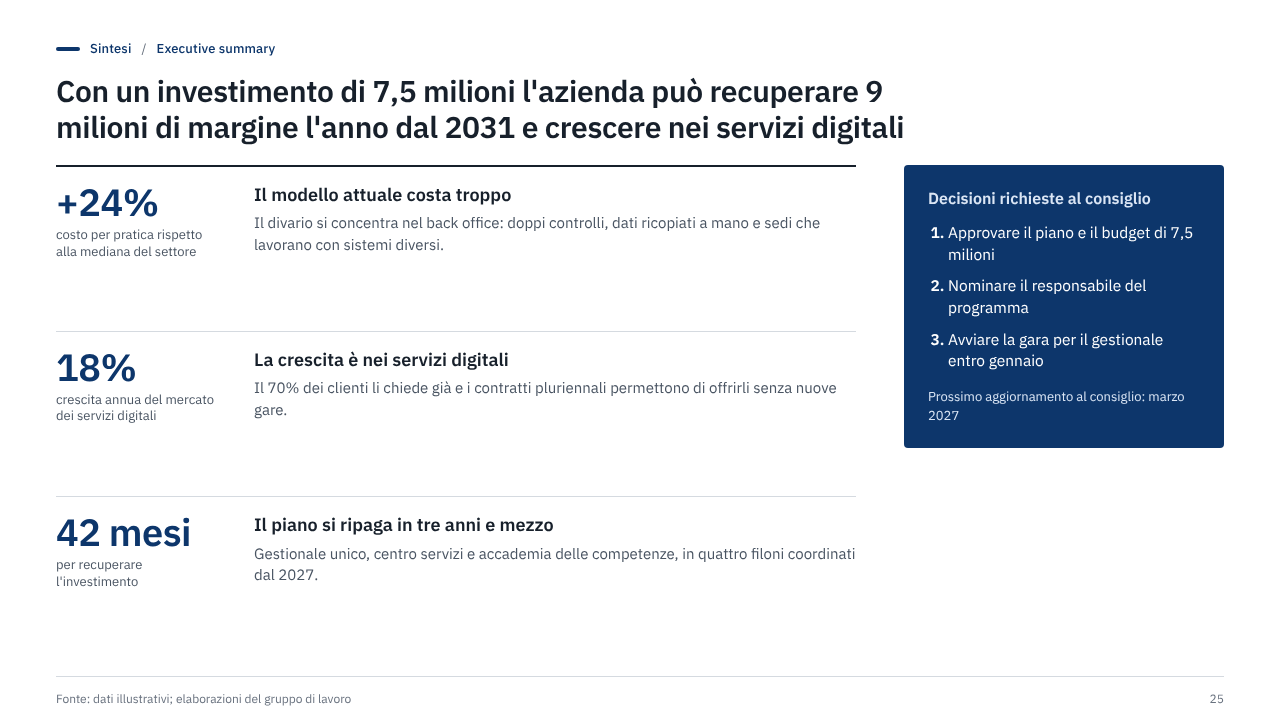 Sintesi / Executive summary
Con un investimento di 7,5 milioni l'azienda può recuperare 9
milioni di margine l'anno dal 2031 e crescere nei servizi digitali
+24%
costo per pratica rispetto
alla mediana del settore
Il modello attuale costa troppo
Il divario si concentra nel back office: doppi controlli, dati ricopiati a mano e sedi che
lavorano con sistemi diversi.
18%
crescita annua del mercato
dei servizi digitali
La crescita è nei servizi digitali
Il 70% dei clienti li chiede già e i contratti pluriennali permettono di offrirli senza nuove
gare.
42 mesi
per recuperare
l'investimento
Il piano si ripaga in tre anni e mezzo
Gestionale unico, centro servizi e accademia delle competenze, in quattro filoni coordinati
dal 2027.
Decisioni richieste al consiglio
1. Approvare il piano e il budget di 7,5
milioni
2. Nominare il responsabile del
programma
3. Avviare la gara per il gestionale
entro gennaio
Prossimo aggiornamento al consiglio: marzo
2027
Fonte: dati illustrativi; elaborazioni del gruppo di lavoro
25